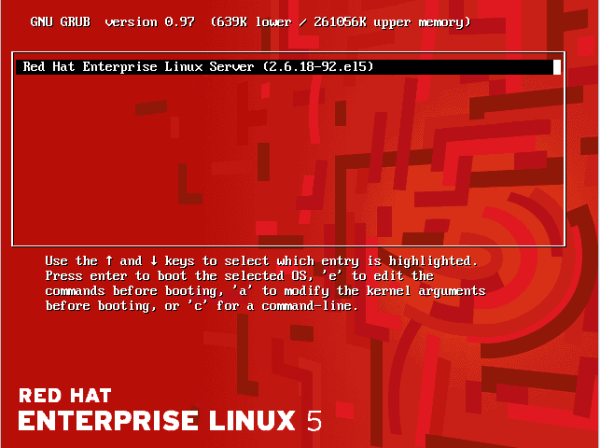 GNU GRUB  version 0.97  (639K lower / 261056K upper memory)
Red Hat Enterprise Linux Server (2.6.18-92.el5)
Use the ↑ and ↓ keys to select which entry is highlighted.
Press enter to boot the selected OS, 'e' to edit the
commands before booting, 'a' to modify the kernel arguments
before booting, or 'c' for a command-line.
RED HAT
ENTERPRISE LINUX 5